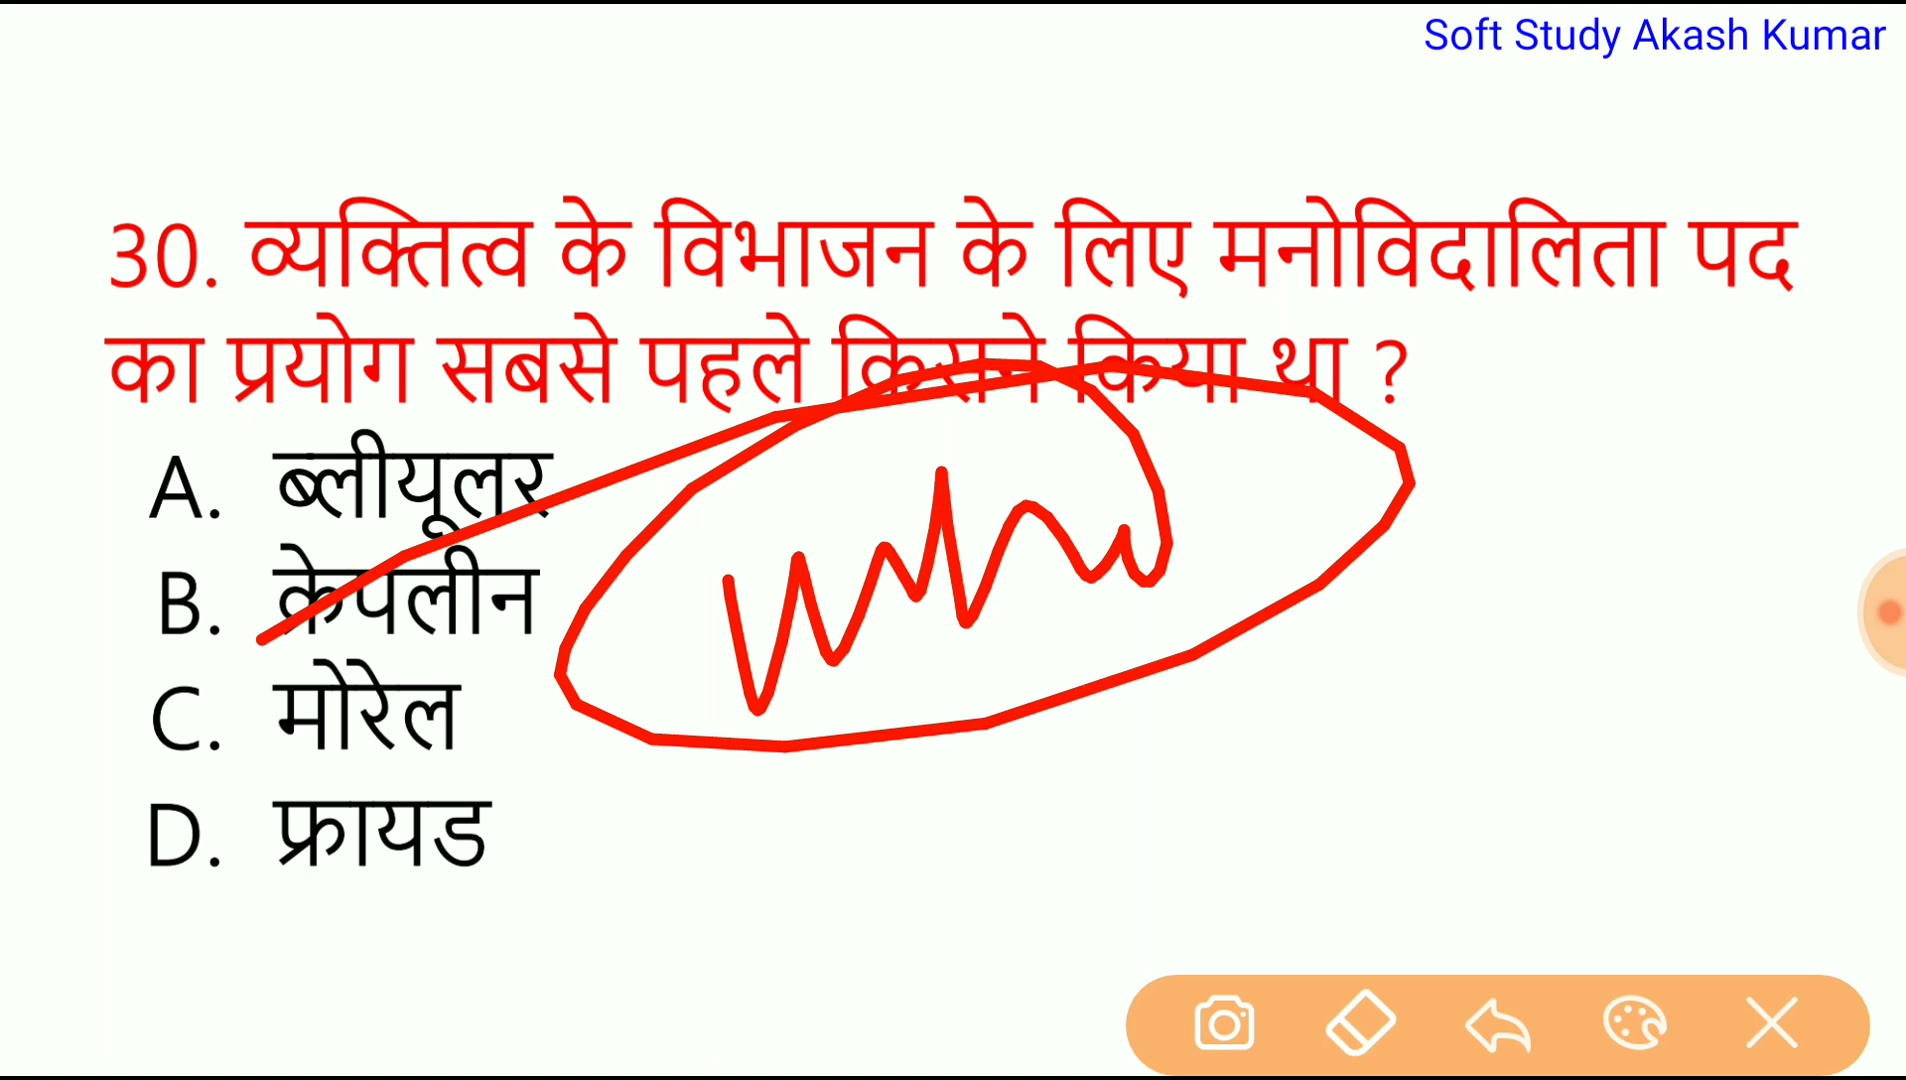 Soft Study Akash Kumar
30. व्यक्तित्व के विभाजन के लिए मनोविदालिता पद
का प्रयोग सबसे पहले किसने किया था ?
A. ब्लीयूलर
B. केपलीन
C. मोरेल
D. फ्रायड